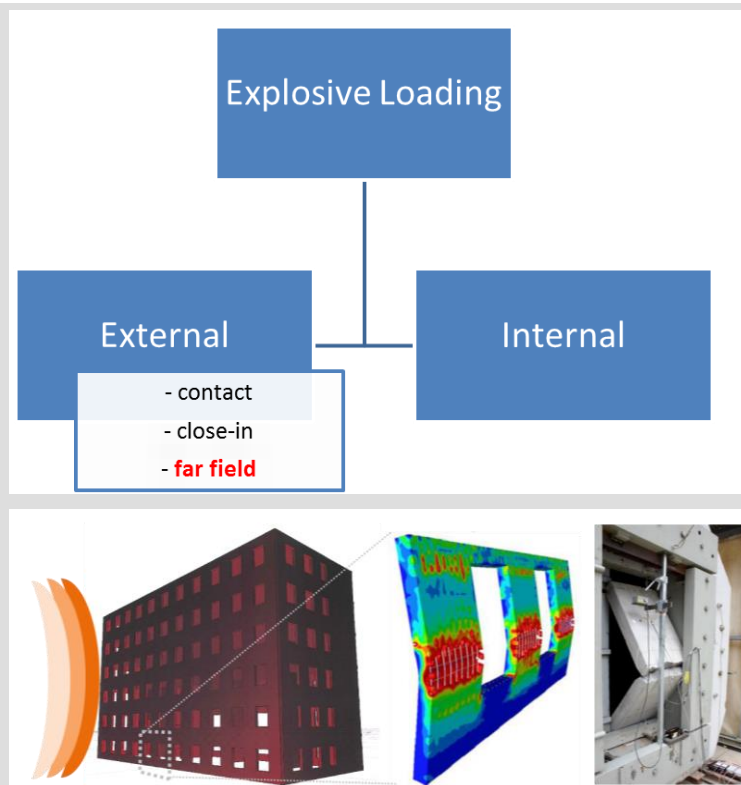 Explosive Loading
External
Internal
- contact
- close-in
- far field